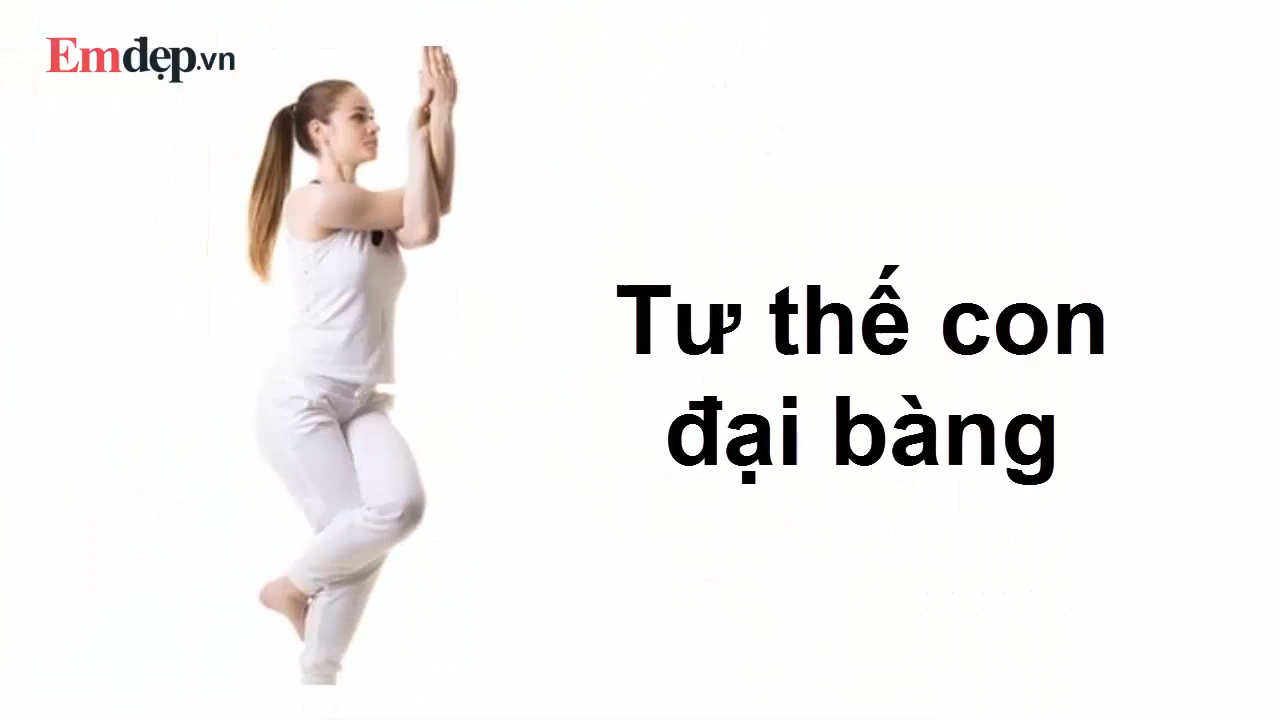 Emdẹp.vn
Tư thế con
đại bàng